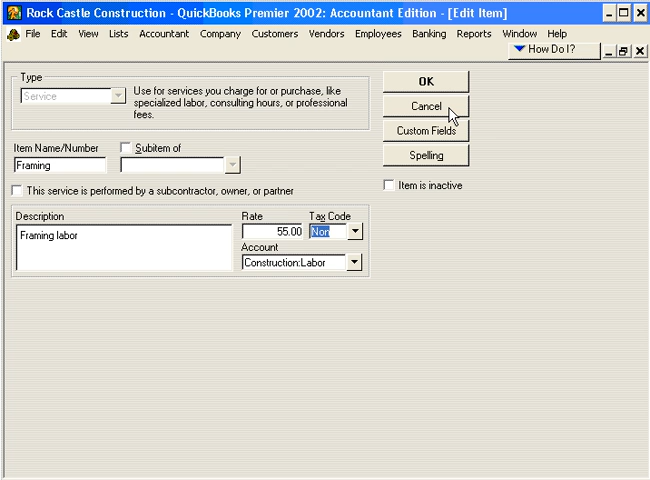 Rock Castle Construction - QuickBooks Premier 2002: Accountant Edition - [Edit Item]
File Edit View Lists Accountant Company Customers Vendors Employees Banking Reports Window Help
How Do I?
Type
Service
Use for services you charge for or purchase, like
specialized labor, consulting hours, or professional
fees.
OK
Cancel
Custom Fields
Spelling
Item is inactive
Item Name/Number
Subitem of
Framing
This service is performed by a subcontractor, owner, or partner
Description
Rate
Tax Code
Framing labor
55.00
Non
Account
Construction:Labor